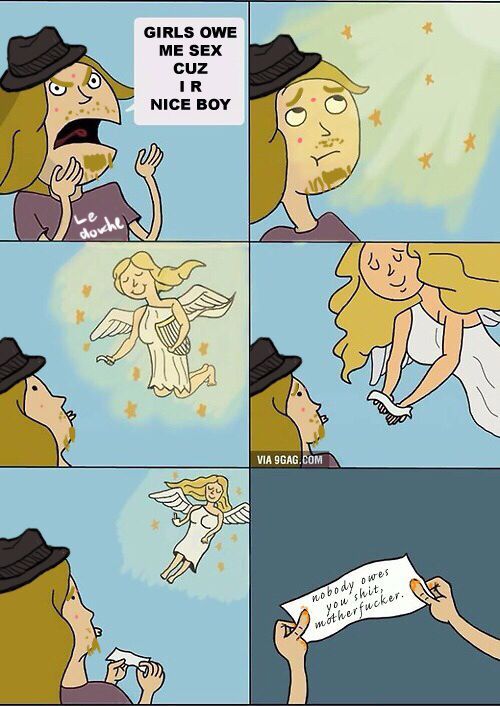 GIRLS OWE
ME SEX
CUZ
I R
NICE BOY
Le
douche
VIA 9GAG.COM
nobody owes
you shit,
motherfucker.